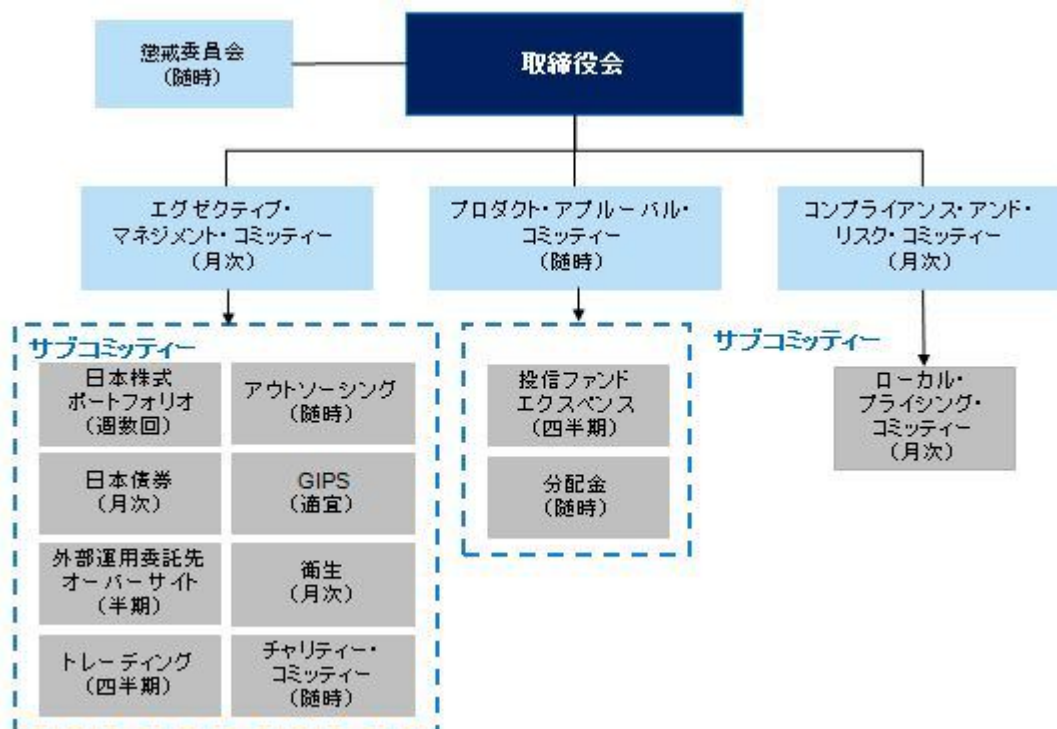 懲戒委員会
(随時)
取締役会
エグゼクティブ・
マネジメント・コミッティー
(月次)
プロダクト・アプルーバル・
コミッティー
(随時)
コンプライアンス・アンド・
リスク・コミッティー
(月次)
サブコミッティー
日本株式
ポートフォリオ
(週数回)
アウトソーシング
(随時)
日本債券
(月次)
GIPS
(適宜)
外部運用委託先
オーバーサイト
(半期)
衛生
(月次)
トレーディング
(四半期)
チャリティー・
コミッティー
(随時)
投信ファンド
エクスペンス
(四半期)
分配金
(随時)
サブコミッティー
ローカル・
プライシング・
コミッティー
(月次)